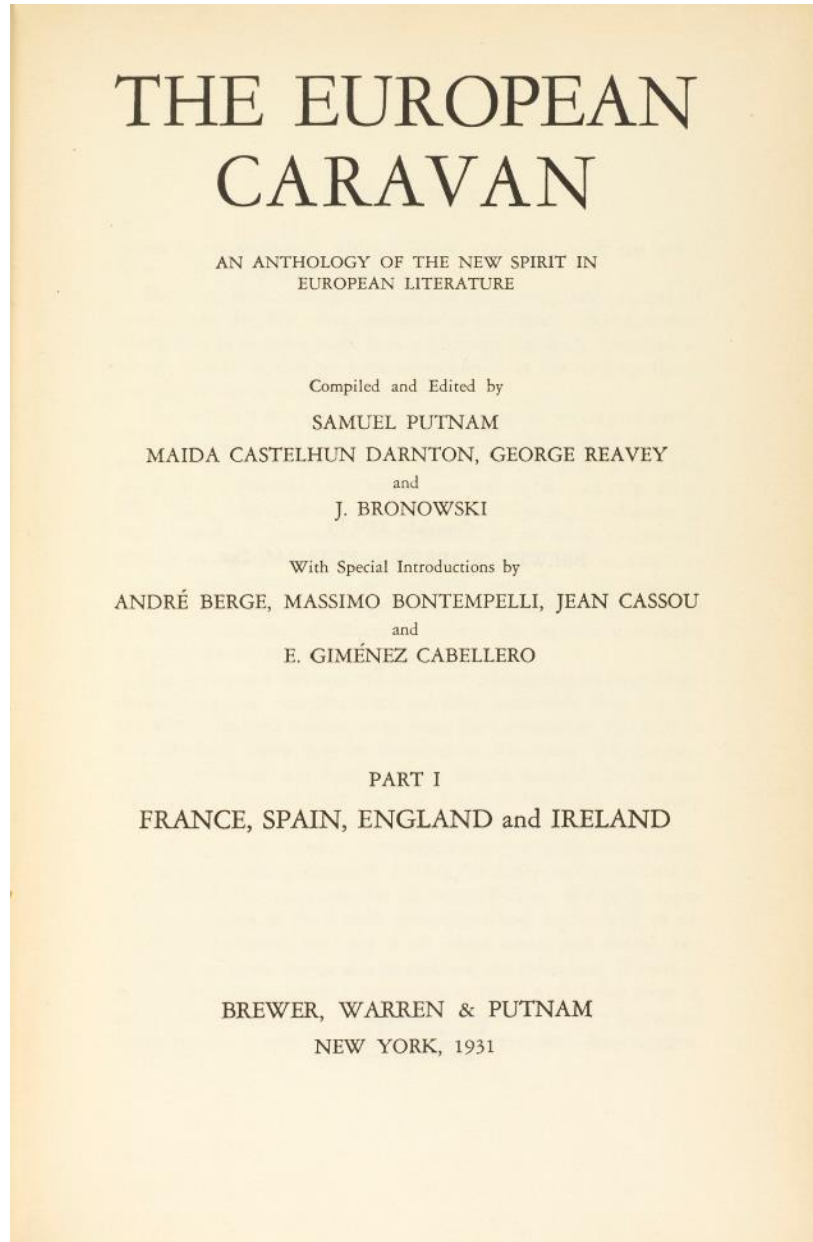 THE EUROPEAN
CARAVAN
AN ANTHOLOGY OF THE NEW SPIRIT IN
EUROPEAN LITERATURE
Compiled and Edited by
SAMUEL PUTNAM
MAIDA CASTELHUN DARNTON, GEORGE REAVEY
and
J. BRONOWSKI
With Special Introductions by
ANDRÉ BERGE, MASSIMO BONTEMPELLI, JEAN CASSOU
and
E. GIMÉNEZ CABELLERO
PART I
FRANCE, SPAIN, ENGLAND and IRELAND
BREWER, WARREN & PUTNAM
NEW YORK, 1931